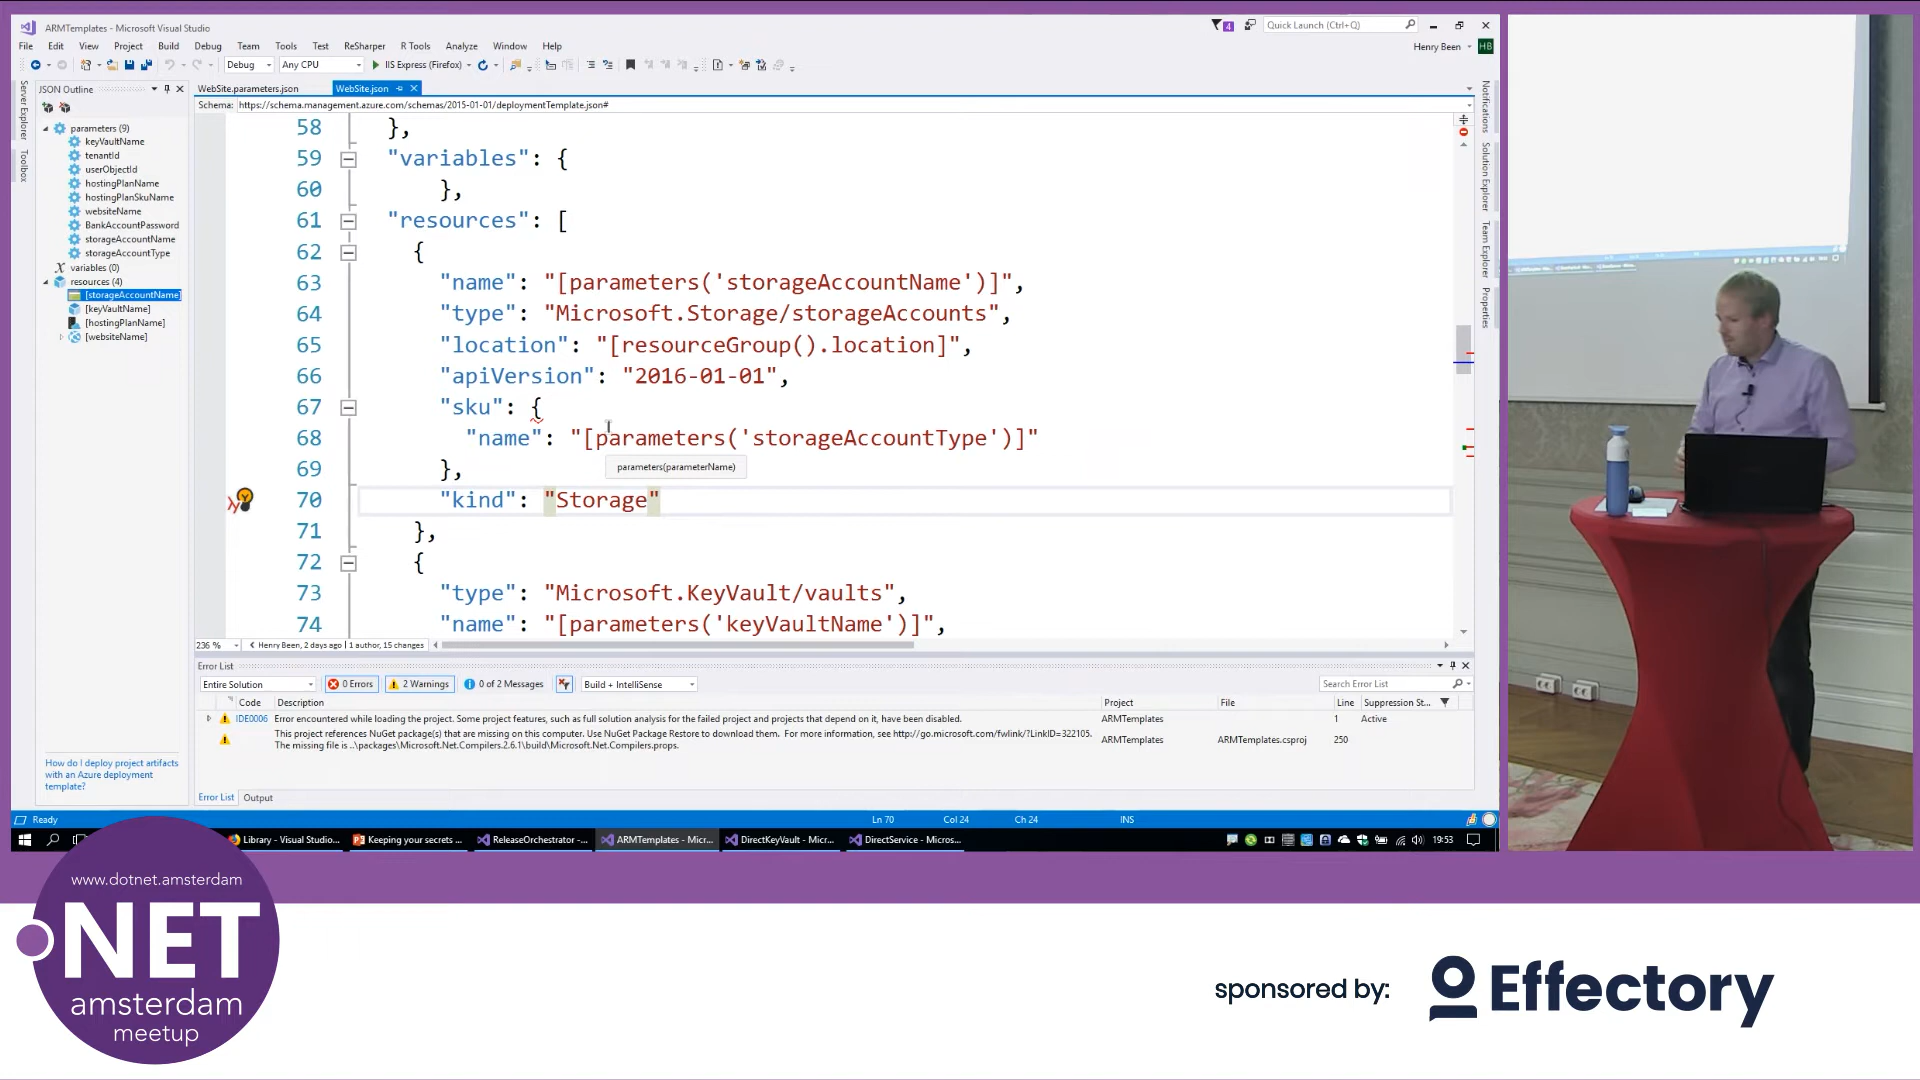 ARMTemplates - Microsoft Visual Studio
4
Quick Launch (Ctrl+Q)
File Edit View Project Build Debug Team Tools Test ReSharper R Tools Analyze Window Help
Henry Been HB
Debug Any CPU IIS Express (Firefox)
Server Explorer
Toolbox
JSON Outline
parameters (9)
keyVaultName
tenantId
userObjectId
hostingPlanName
hostingPlanSkuName
websiteName
BankAccountPassword
storageAccountName
storageAccountType
variables (0)
resources (4)
[storageAccountName]
[keyVaultName]
[hostingPlanName]
[websiteName]
How do I deploy project artifacts
with an Azure deployment
template?
WebSite.parameters.json WebSite.json
Schema: https://schema.management.azure.com/schemas/2015-01-01/deploymentTemplate.json#
58 },
59 "variables": {
60 },
61 "resources": [
62 {
63 "name": "[parameters('storageAccountName')]",
64 "type": "Microsoft.Storage/storageAccounts",
65 "location": "[resourceGroup().location]",
66 "apiVersion": "2016-01-01",
67 "sku": {
68 "name": "[parameters('storageAccountType')]"
parameters(parameterName)
69 },
70 "kind": "Storage"
71 },
72 {
73 "type": "Microsoft.KeyVault/vaults",
74 "name": "[parameters('keyVaultName')]",
236 % Henry Been, 2 days ago | 1 author, 15 changes
Notifications
Solution Explorer
Team Explorer
Properties
Error List
Entire Solution 0 Errors 2 Warnings 0 of 2 Messages Build + IntelliSense Search Error List
Code Description Project File Line Suppression St...
IDE0006 Error encountered while loading the project. Some project features, such as full solution analysis for the failed project and projects that depend on it, have been disabled. ARMTemplates 1 Active
This project references NuGet package(s) that are missing on this computer. Use NuGet Package Restore to download them. For more information, see http://go.microsoft.com/fwlink/?LinkID=322105.
The missing file is ..\packages\Microsoft.Net.Compilers.2.6.1\build\Microsoft.Net.Compilers.props. ARMTemplates ARMTemplates.csproj 250
Error List Output
Ready Ln 70 Col 24 Ch 24 INS
Library - Visual Studio... Keeping your secrets ... ReleaseOrchestrator -... ARMTemplates - Micr... DirectKeyVault - Micr... DirectService - Micros... 19:53
www.dotnet.amsterdam
.NET
amsterdam
meetup
sponsored by: Effectory